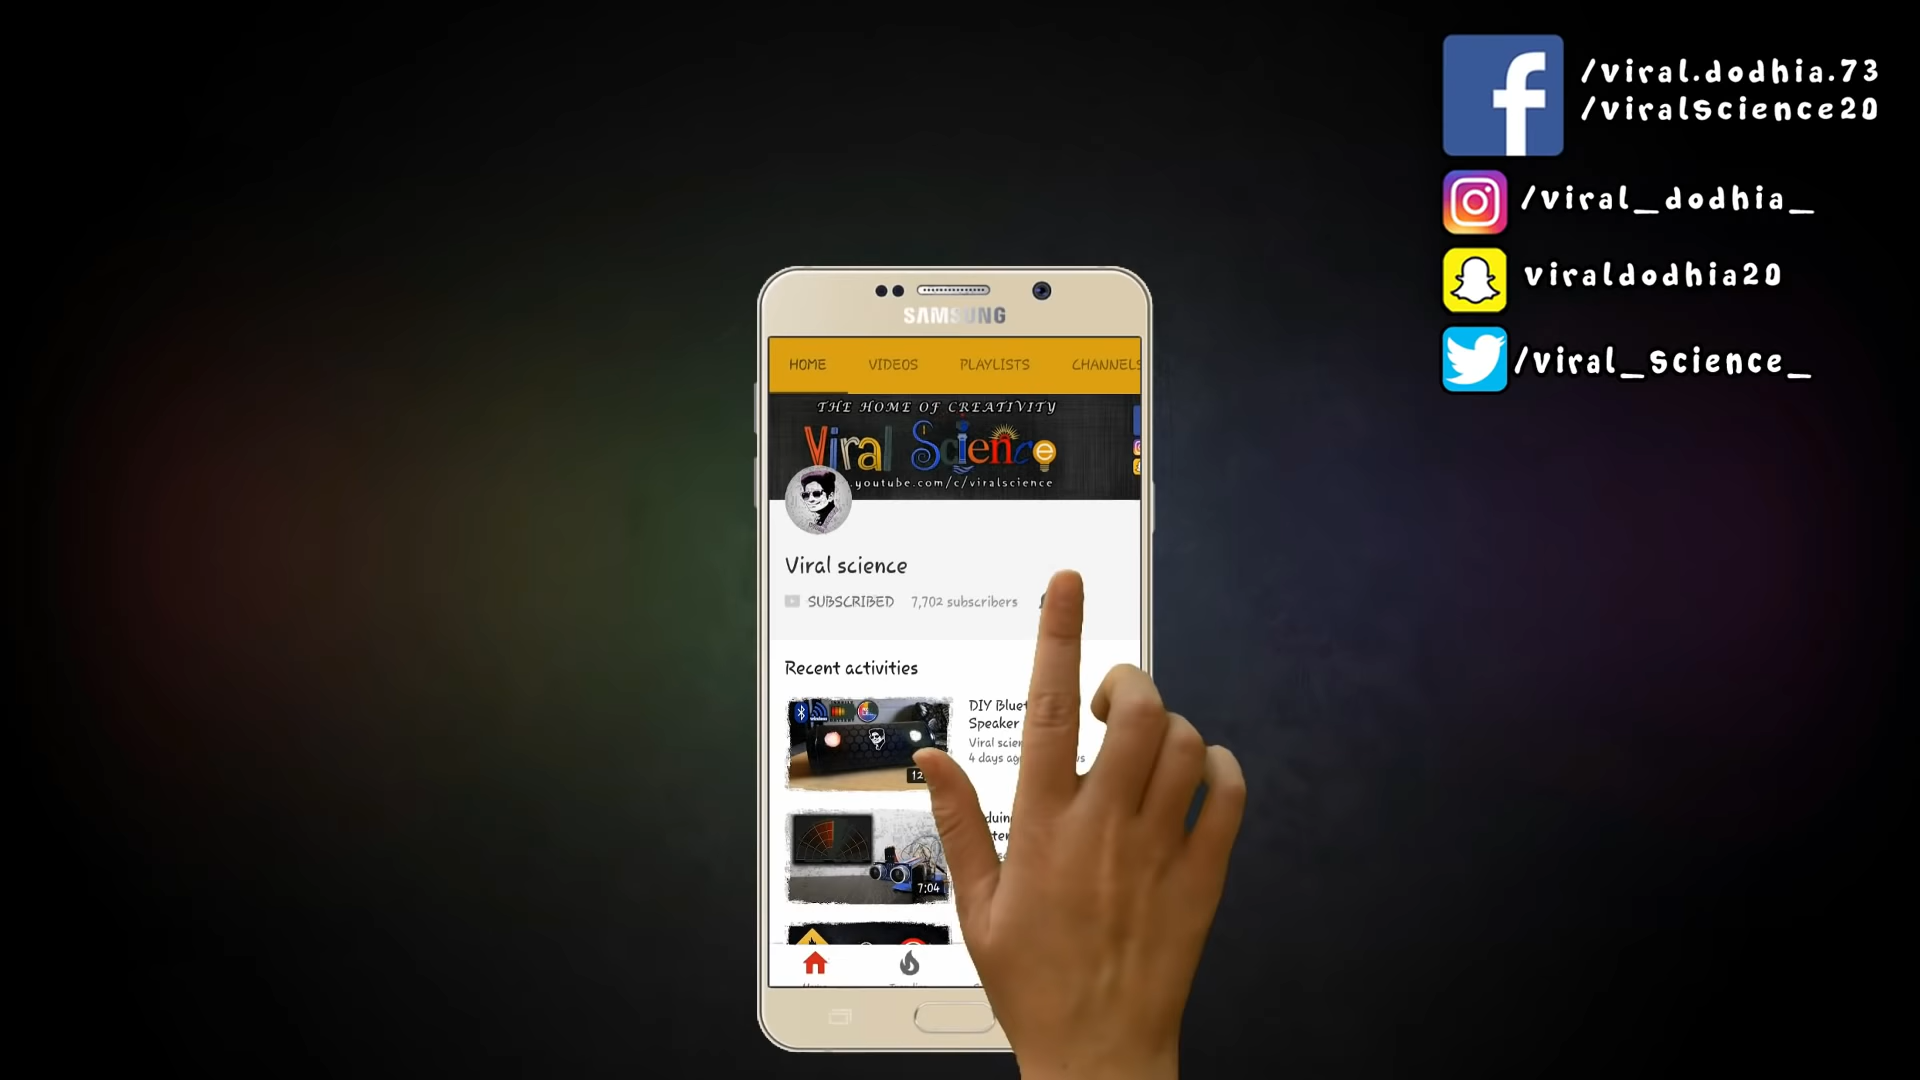 /viral.dodhia.73
/viralscience20
/viral_dodhia_
viraldodhia20
/viral_science_
SAMSUNG
HOME VIDEOS PLAYLISTS CHANNELS
THE HOME OF CREATIVITY
Viral Science
.youtube.com/c/viralscience
Viral science
SUBSCRIBED 7,702 subscribers
Recent activities
DIY
Speaker
Viral
4 days
7:04